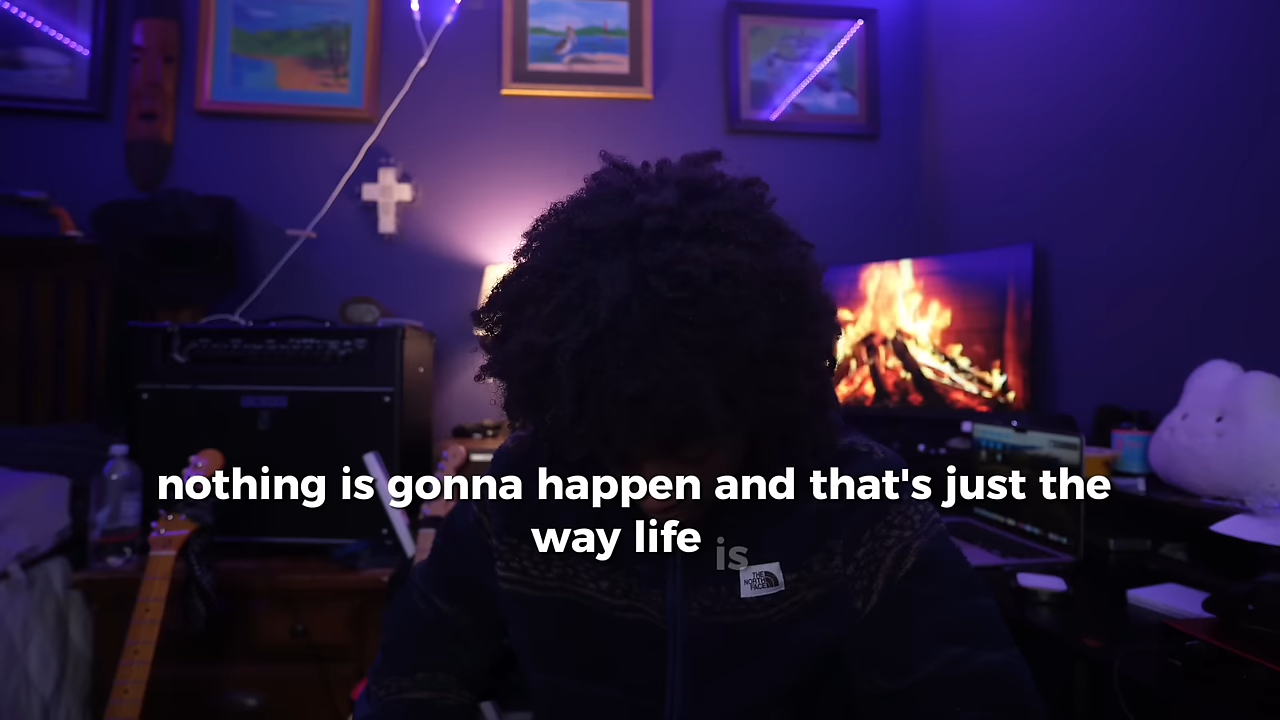 nothing is gonna happen and that's just the
way life is
THE
NORTH
FACE